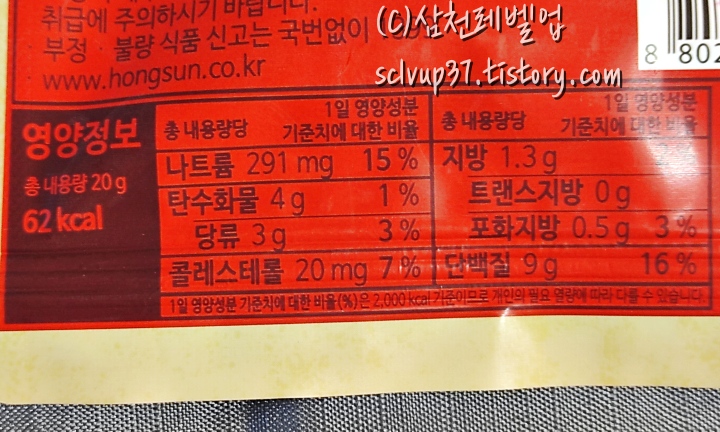 취급에 주의하시기 바랍니다.
부정 · 불량 식품 신고는 국번없이
(C)삼천레벨업
www.hongsun.co.kr
sclvup37.tistory.com
8 802
영양정보
총 내용량 20 g
62 kcal
총 내용량당 1일 영양성분 기준치에 대한 비율
나트륨 291 mg 15 %
탄수화물 4 g 1 %
당류 3 g 3 %
콜레스테롤 20 mg 7 %
총 내용량당 1일 영양성분 기준치에 대한 비율
지방 1.3 g
트랜스지방 0 g
포화지방 0.5 g 3 %
단백질 9 g 16 %
1일 영양성분 기준치에 대한 비율(%)은 2,000 kcal 기준이므로 개인의 필요 열량에 따라 다를 수 있습니다.